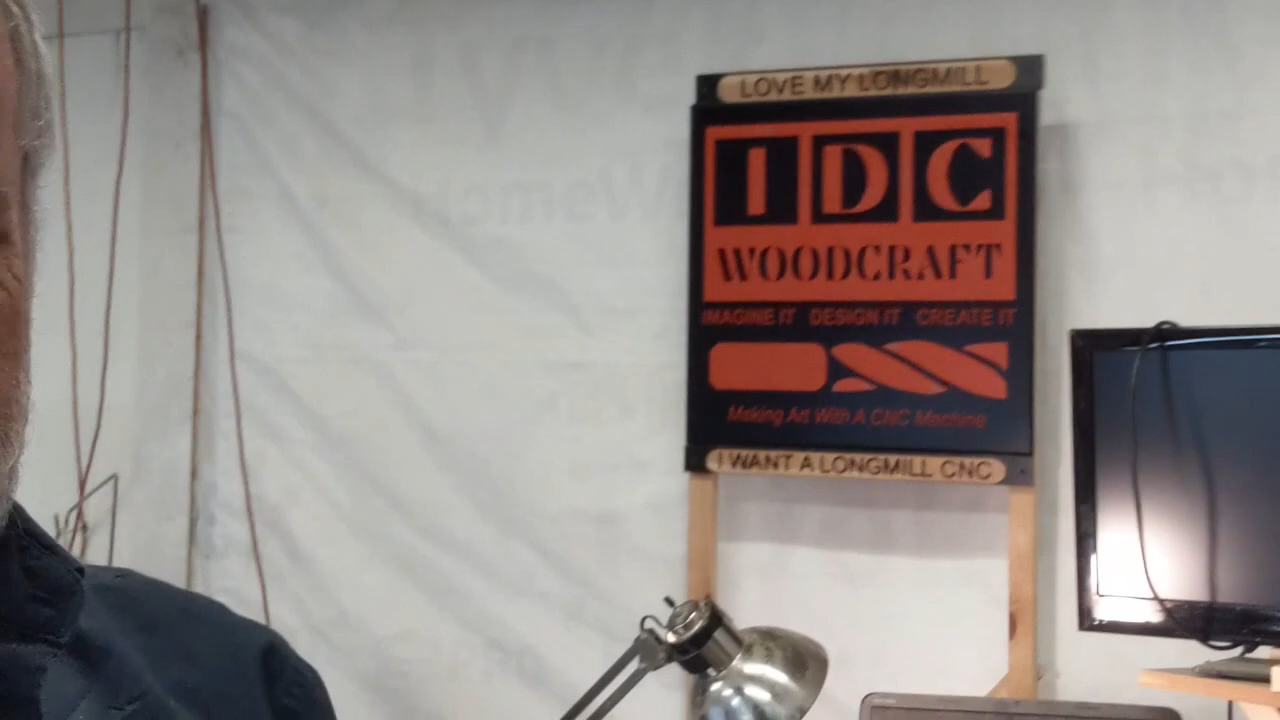 LOVE MY LONGMILL
IDC
WOODCRAFT
IMAGINE IT DESIGN IT CREATE IT
Making Art With A CNC Machine
I WANT A LONGMILL CNC